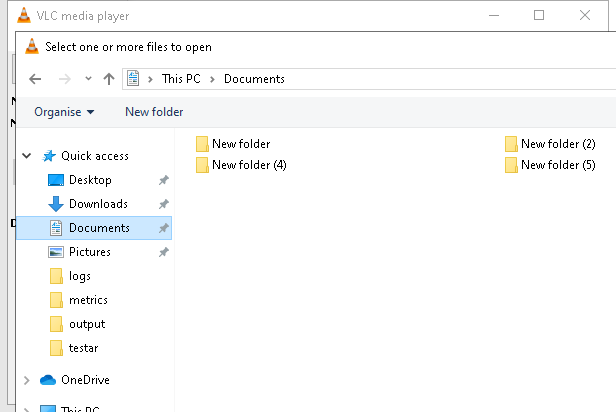 VLC media player
Select one or more files to open
This PC > Documents
Organise New folder
New folder New folder (2)
New folder (4) New folder (5)
Quick access
Desktop
Downloads
Documents
Pictures
logs
metrics
output
testar
OneDrive
This PC